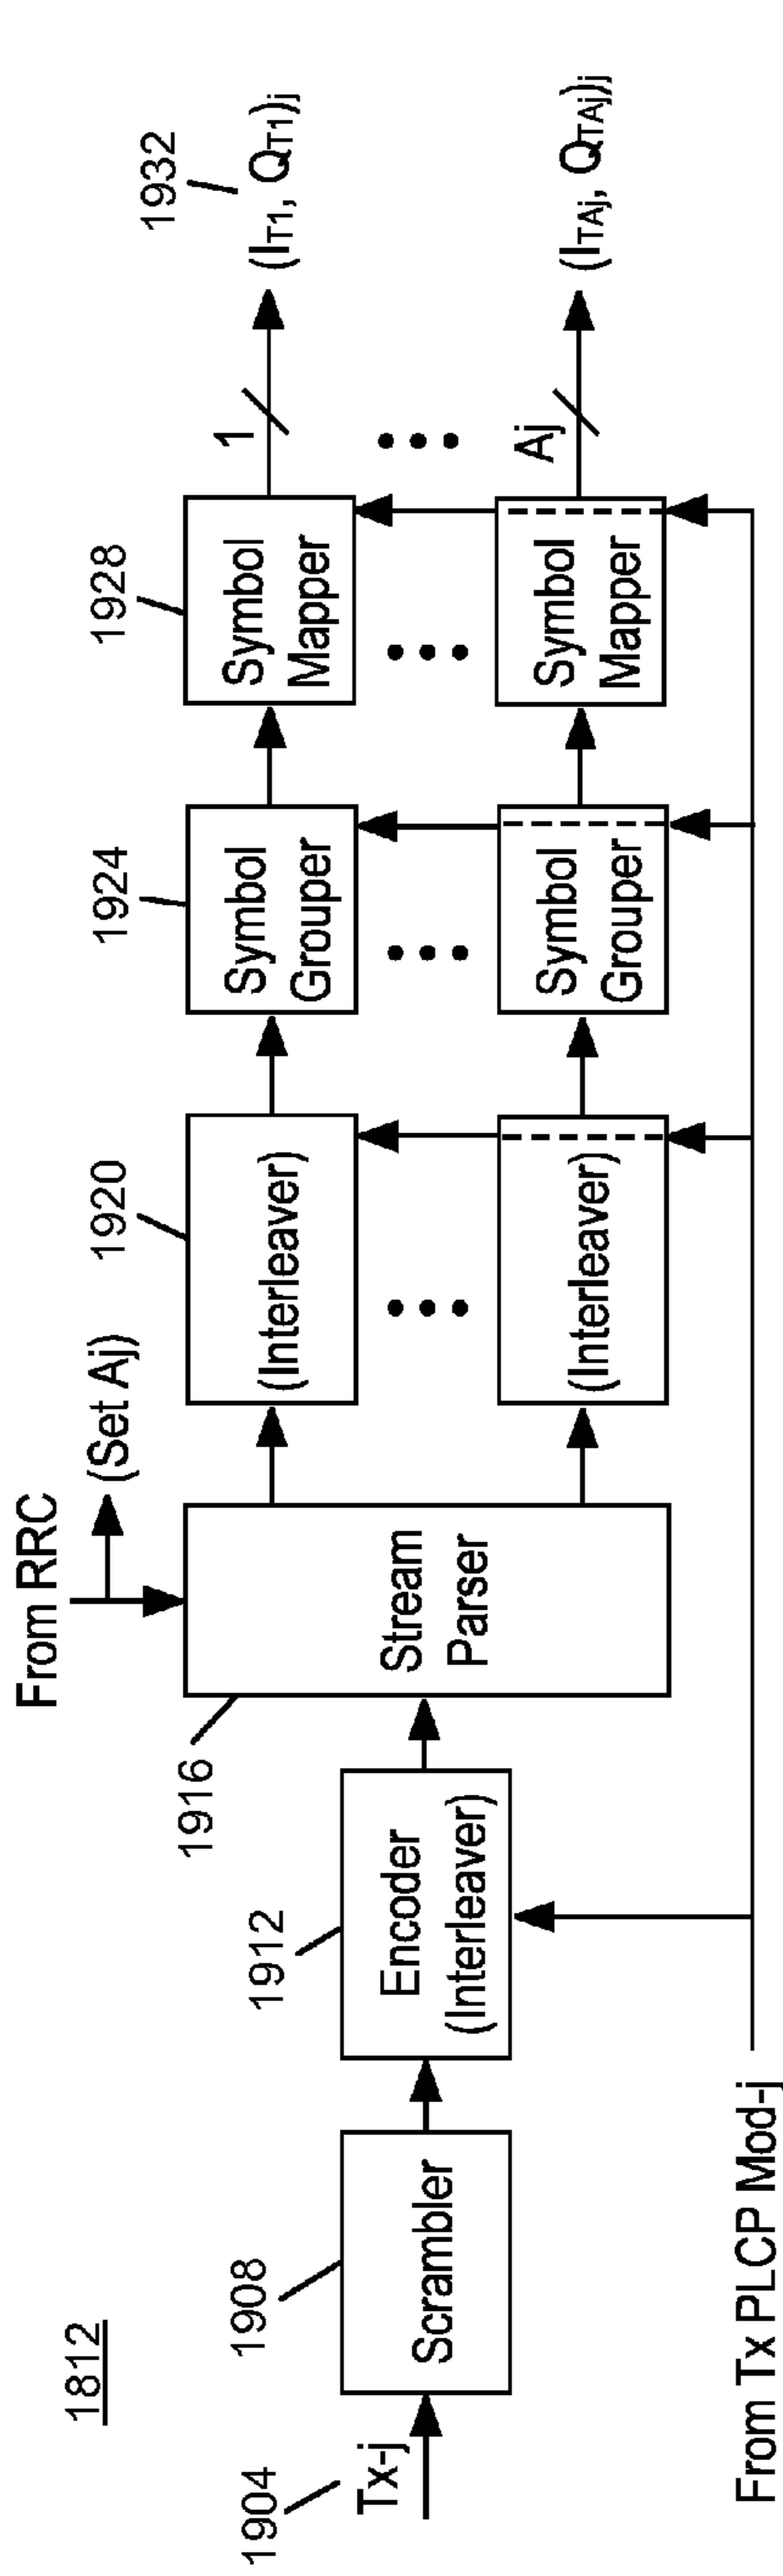 1812
1904
Tx-j
1908
Scrambler
1912
Encoder
(Interleaver)
1916
From RRC
(Set Aj)
Stream
Parser
1920
(Interleaver)
(Interleaver)
1924
Symbol
Grouper
Symbol
Grouper
1928
Symbol
Mapper
Symbol
Mapper
1
Aj
1932
(IT1, QT1)j
(ITAj, QTAj)j
From Tx PLCP Mod-j